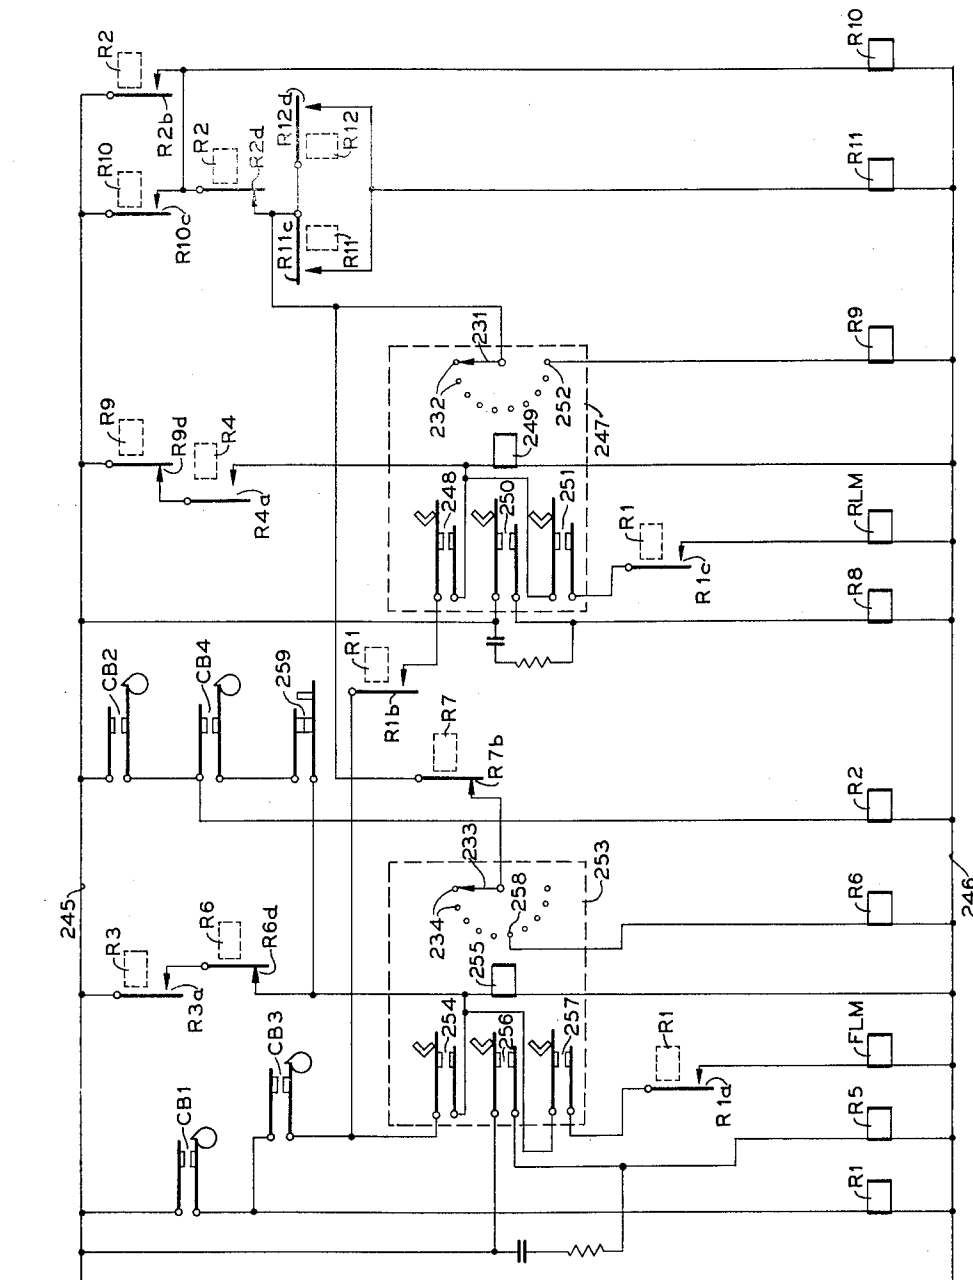 R2
R10
R2b
R2
R2d
R10c
R12d
R12
R11c
R11
R10
R11
R9
R9d
R4
R4a
231
232
252
249
247
248
250
251
R1
R1c
R9
RLM
R8
CB2
CB4
259
R1
R1b
R7
R7b
R2
245
R3
R3a
R6
R6d
233
234
258
253
255
254
256
257
R6
246
CB3
CB1
R1
R1d
FLM
R5
R1